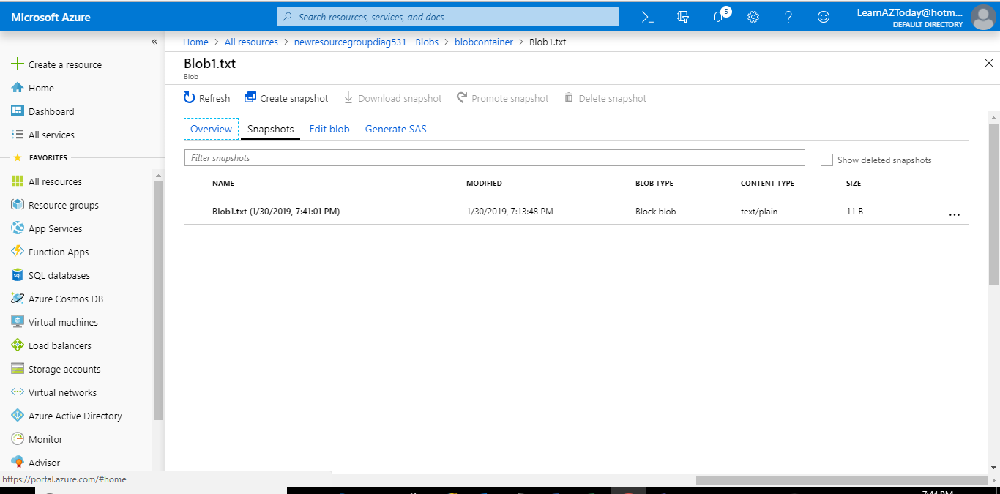 Microsoft Azure
Search resources, services, and docs
5
LearnAZToday@hotm...
DEFAULT DIRECTORY
Home > All resources > newresourcegroupdiag531 - Blobs > blobcontainer > Blob1.txt
Create a resource
Home
Dashboard
All services
FAVORITES
All resources
Resource groups
App Services
Function Apps
SQL databases
Azure Cosmos DB
Virtual machines
Load balancers
Storage accounts
Virtual networks
Azure Active Directory
Monitor
Advisor
https://portal.azure.com/#home
Blob1.txt
Blob
Refresh Create snapshot Download snapshot Promote snapshot Delete snapshot
Overview Snapshots Edit blob Generate SAS
Filter snapshots
Show deleted snapshots
NAME MODIFIED BLOB TYPE CONTENT TYPE SIZE
Blob1.txt (1/30/2019, 7:41:01 PM) 1/30/2019, 7:13:48 PM Block blob text/plain 11 B ...
7:44 PM